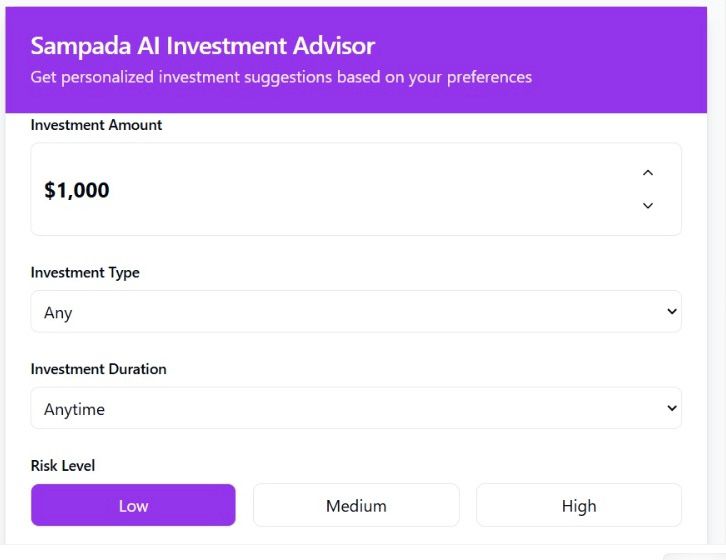 Sampada AI Investment Advisor
Get personalized investment suggestions based on your preferences
Investment Amount
$1,000
Investment Type
Any
Investment Duration
Anytime
Risk Level
Low Medium High